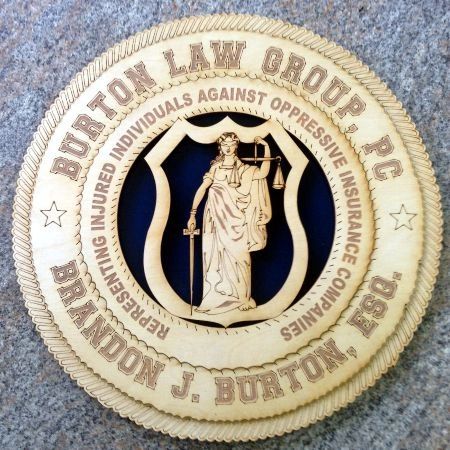 BURTON LAW GROUP, PC
REPRESENTING INJURED INDIVIDUALS AGAINST OPPRESSIVE INSURANCE COMPANIES
BRANDON J. BURTON, ESQ.